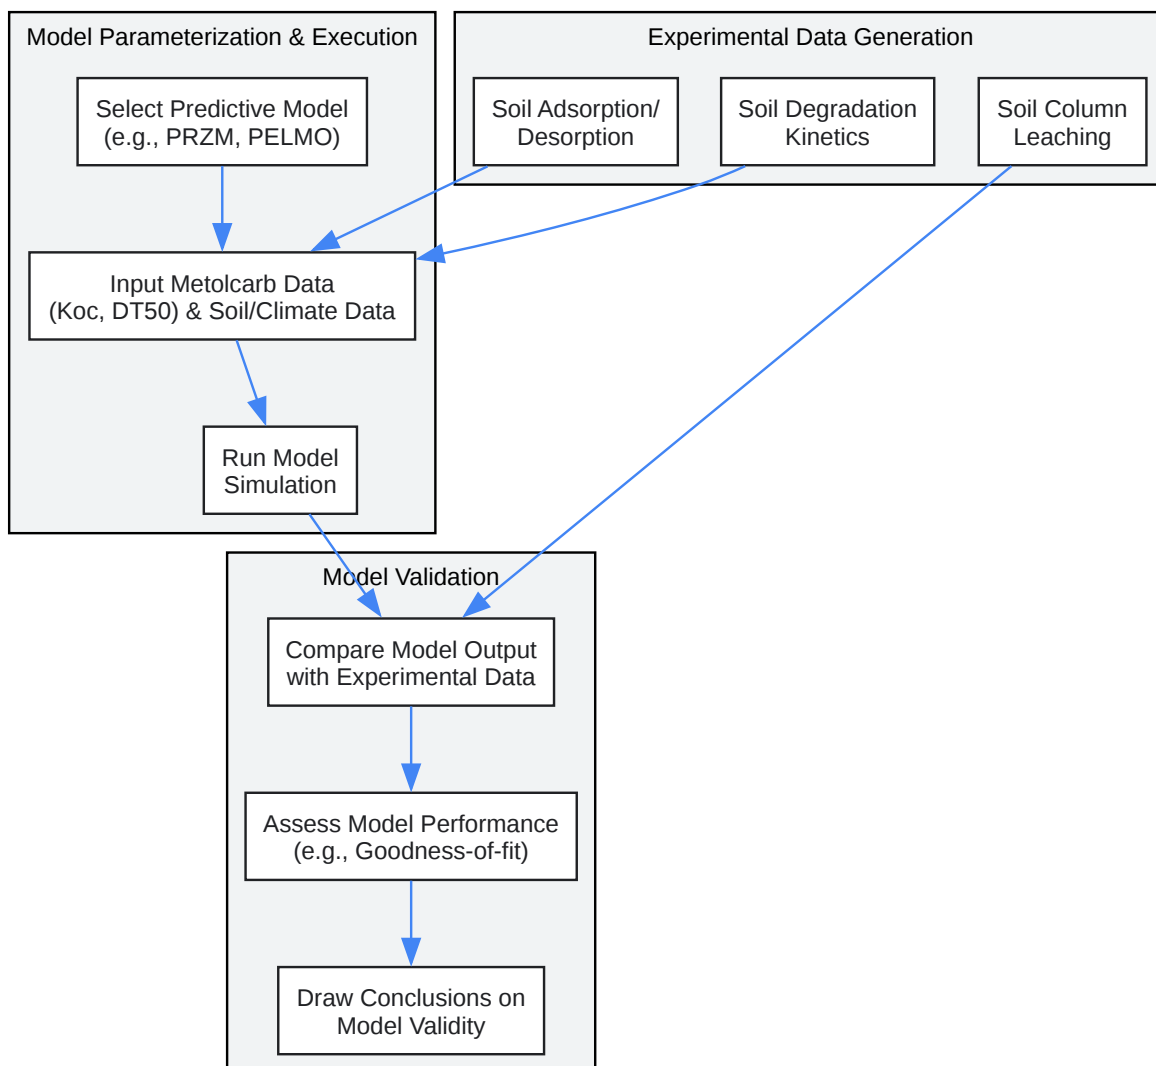 Model Parameterization & Execution
Select Predictive Model
(e.g., PRZM, PELMO)
Input Metolcarb Data
(Koc, DT50) & Soil/Climate Data
Run Model
Simulation
Experimental Data Generation
Soil Adsorption/
Desorption
Soil Degradation
Kinetics
Soil Column
Leaching
Model Validation
Compare Model Output
with Experimental Data
Assess Model Performance
(e.g., Goodness-of-fit)
Draw Conclusions on
Model Validity